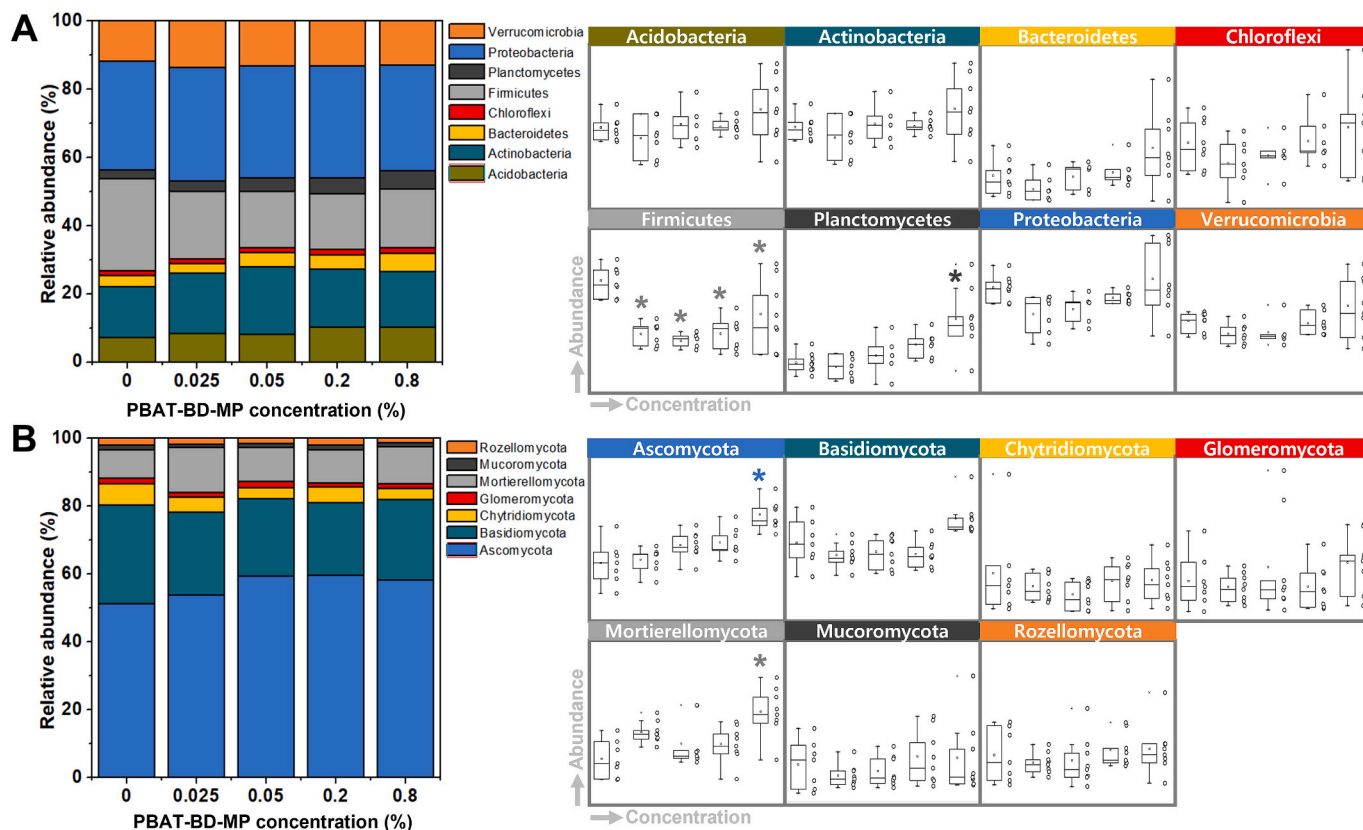 A
Relative abundance (%)
100
80
60
40
20
0
0 0.025 0.05 0.2 0.8
PBAT-BD-MP concentration (%)
Verrucomicrobia
Proteobacteria
Planctomycetes
Firmicutes
Chloroflexi
Bacteroidetes
Actinobacteria
Acidobacteria
Acidobacteria Actinobacteria Bacteroidetes Chloroflexi
Firmicutes Planctomycetes Proteobacteria Verrucomicrobia
* * * * *
Abundance
Concentration
B
Relative abundance (%)
100
80
60
40
20
0
0 0.025 0.05 0.2 0.8
PBAT-BD-MP concentration (%)
Rozellomycota
Mucoromycota
Mortierellomycota
Glomeromycota
Chytridiomycota
Basidiomycota
Ascomycota
Ascomycota Basidiomycota Chytridiomycota Glomeromycota
*
Mortierellomycota Mucoromycota Rozellomycota
*
Abundance
Concentration